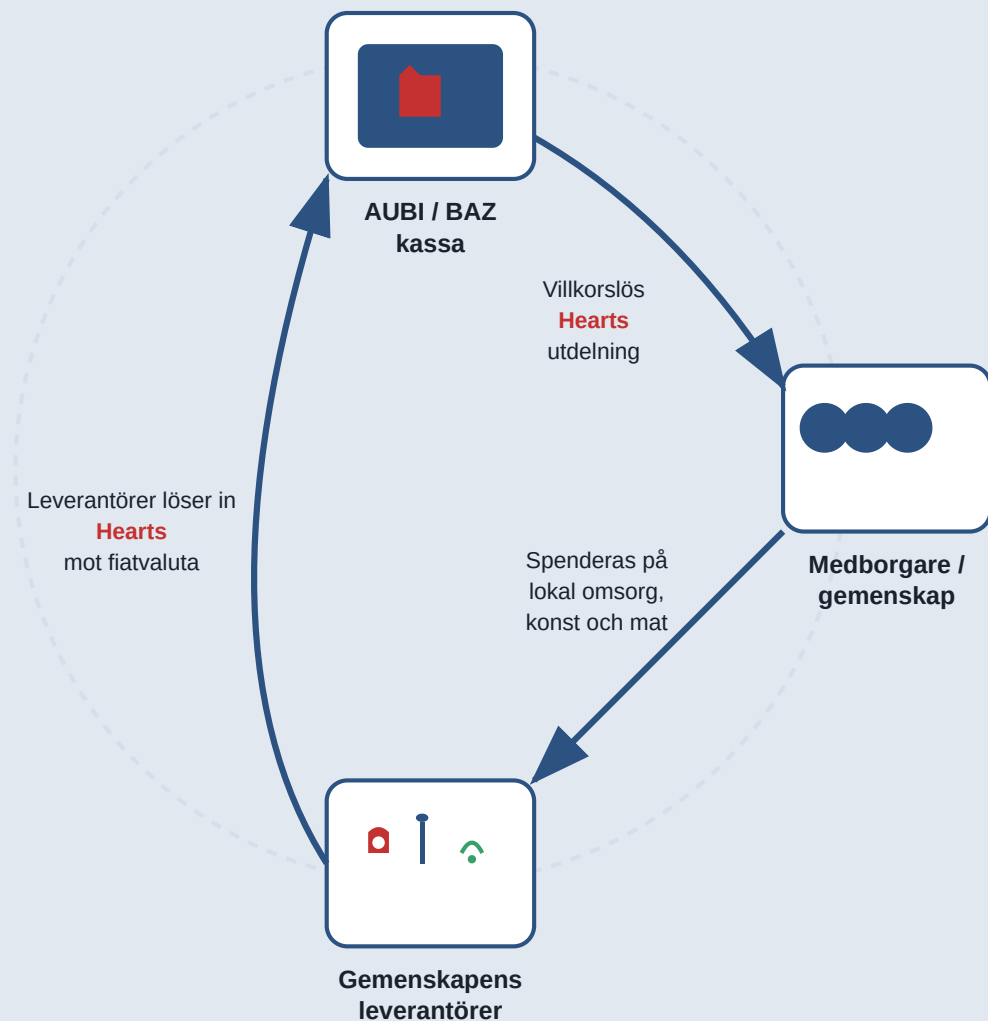 AUBI / BAZ
kassa
Villkorslös
Hearts
utdelning
Medborgare /
gemenskap
Spenderas på
lokal omsorg,
konst och mat
Gemenskapens
leverantörer
Leverantörer löser in
Hearts
mot fiatvaluta